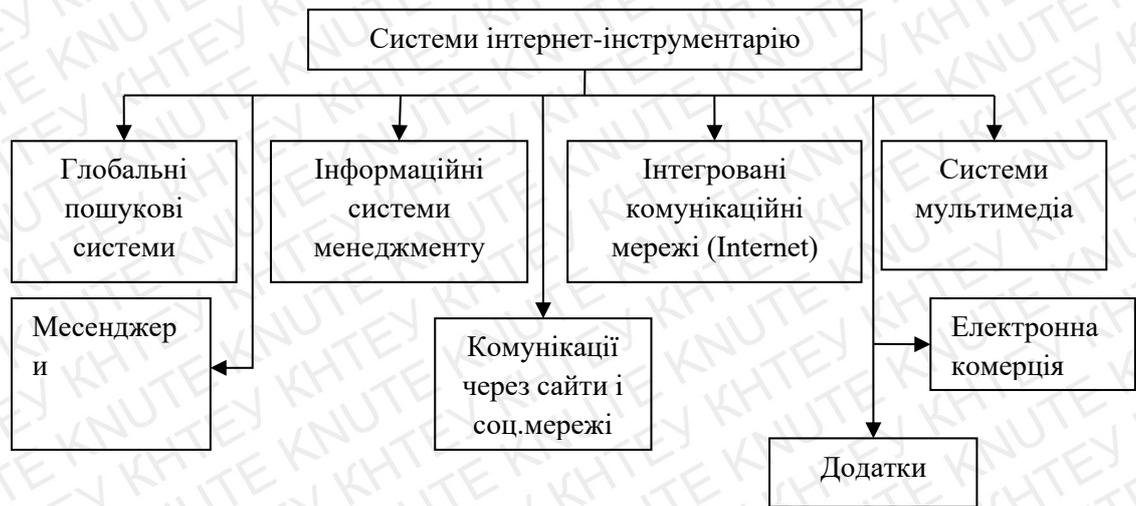 Системи інтернет-інструментарію
Глобальні
пошукові
системи
Інформаційні
системи
менеджменту
Інтегровані
комунікаційні
мережі (Internet)
Системи
мультимедіа
Месенджер
и
Комунікації
через сайти і
соц.мережі
Електронна
комерція
Додатки